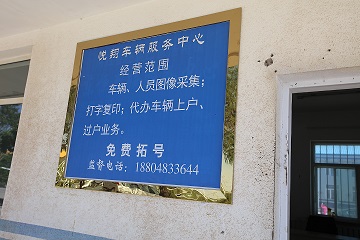 悦翔车辆服务中心
经营范围
车辆、人员图像采集；
打字复印；代办车辆上户、
过户业务。
免费拓号
监督电话：18804833644